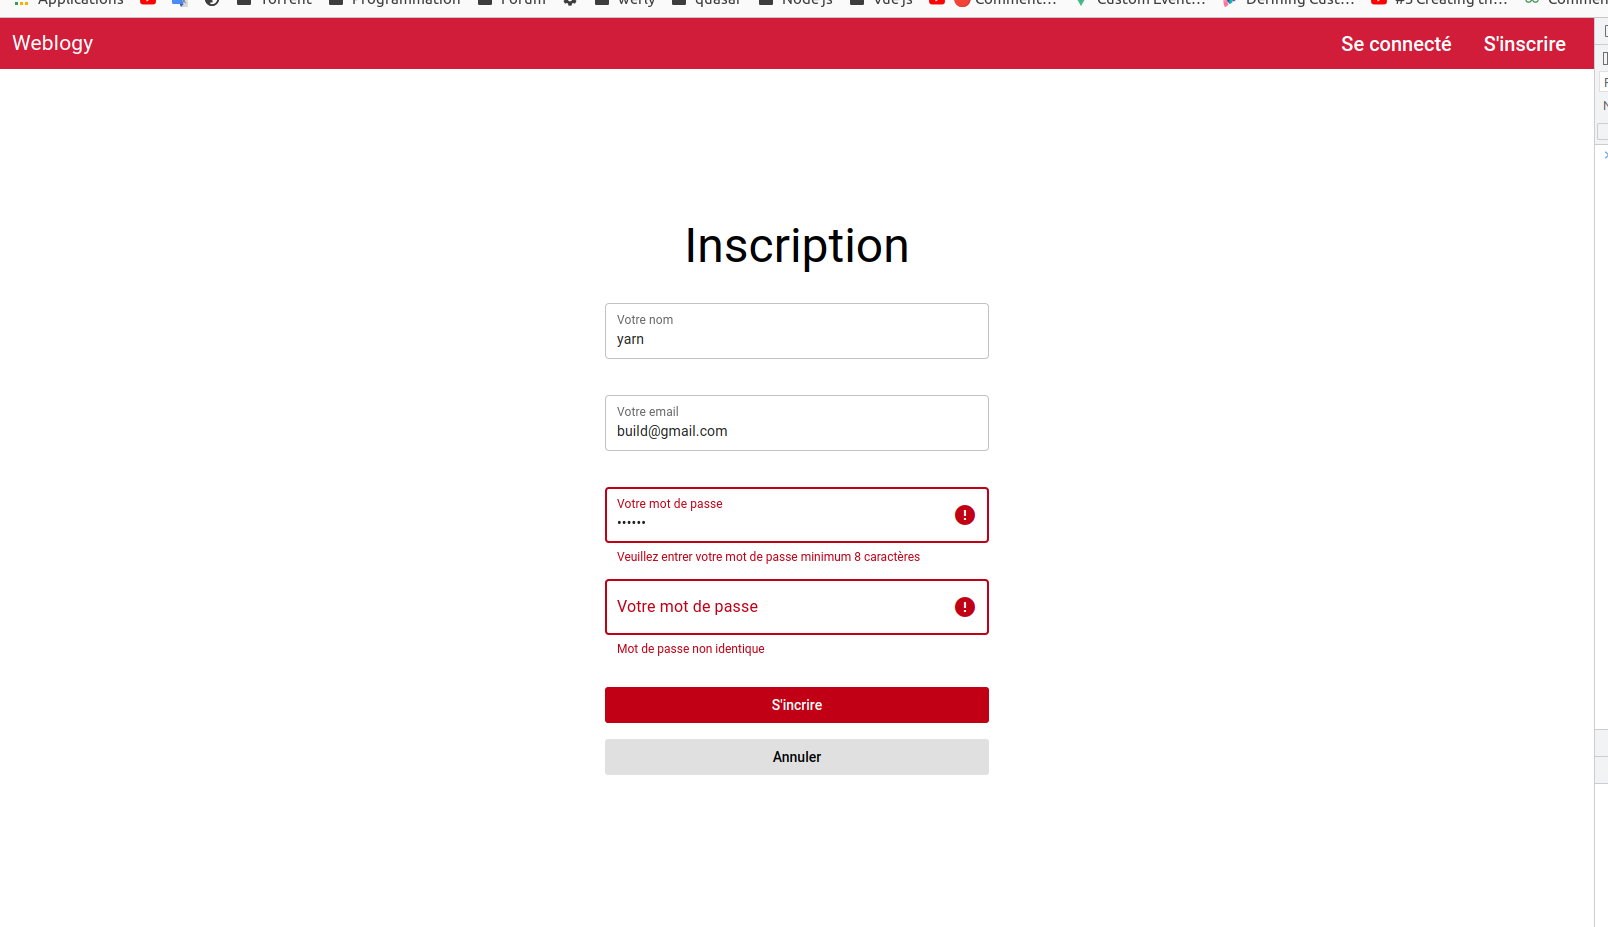 Applications Torrent Programmation Forum werly quasar Node js Vue js Comment... Custom Event... Defining Cust... #5 Creating th... Commen
Weblogy Se connecté S'inscrire
Inscription
Votre nom
yarn
Votre email
build@gmail.com
Votre mot de passe
••••••
Veuillez entrer votre mot de passe minimum 8 caractères
Votre mot de passe
Mot de passe non identique
S'incrire
Annuler